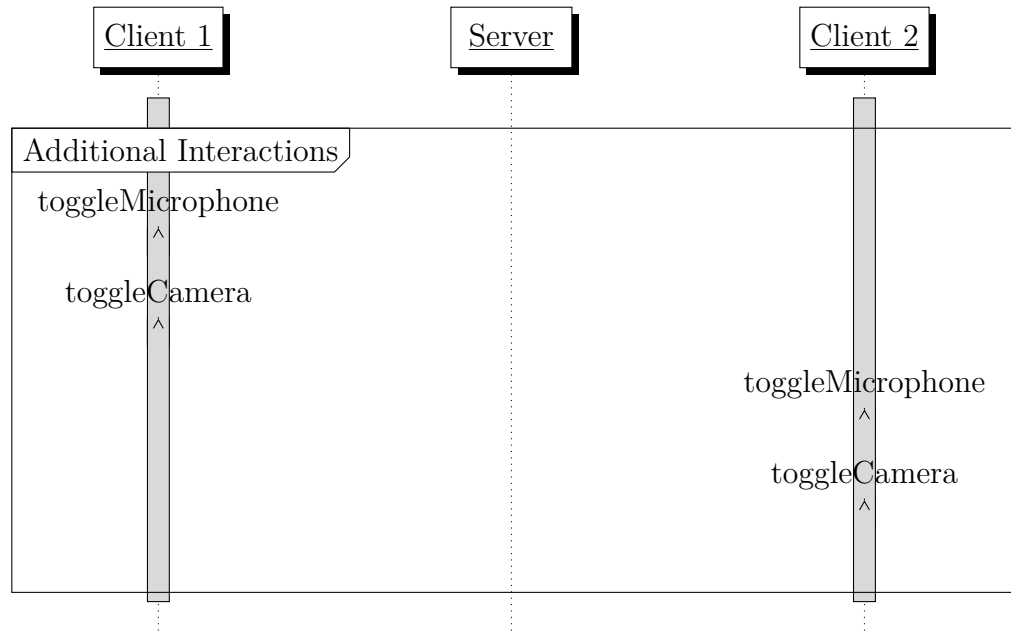 Client 1
Server
Client 2
Additional Interactions
toggleMicrophone
toggleCamera
toggleMicrophone
toggleCamera